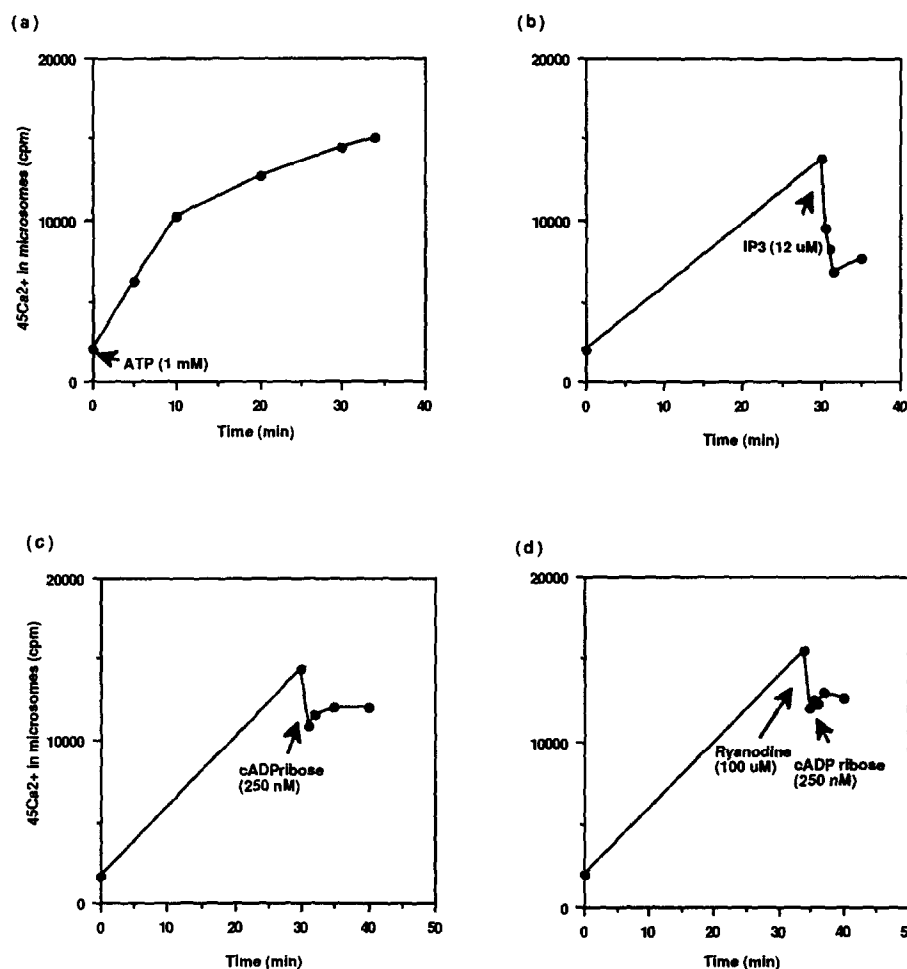 (a)
20000
10000
0
45Ca2+ in microsomes (cpm)
ATP (1 mM)
0 10 20 30 40
Time (min)
(b)
20000
10000
0
IP3 (12 uM)
0 10 20 30 40
Time (min)
(c)
20000
10000
0
45Ca2+ in microsomes (cpm)
cADPribose
(250 nM)
0 10 20 30 40 50
Time (min)
(d)
20000
10000
0
Ryanodine
(100 uM)
cADP ribose
(250 nM)
0 10 20 30 40 50
Time (min)